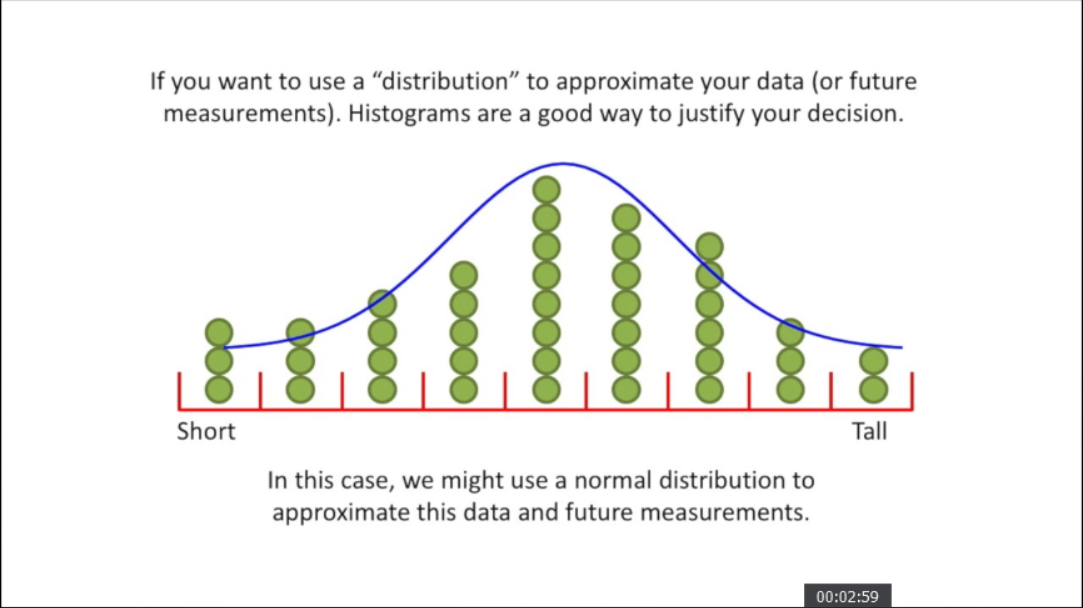 If you want to use a “distribution” to approximate your data (or future
measurements). Histograms are a good way to justify your decision.
Short
Tall
In this case, we might use a normal distribution to
approximate this data and future measurements.
00:02:59